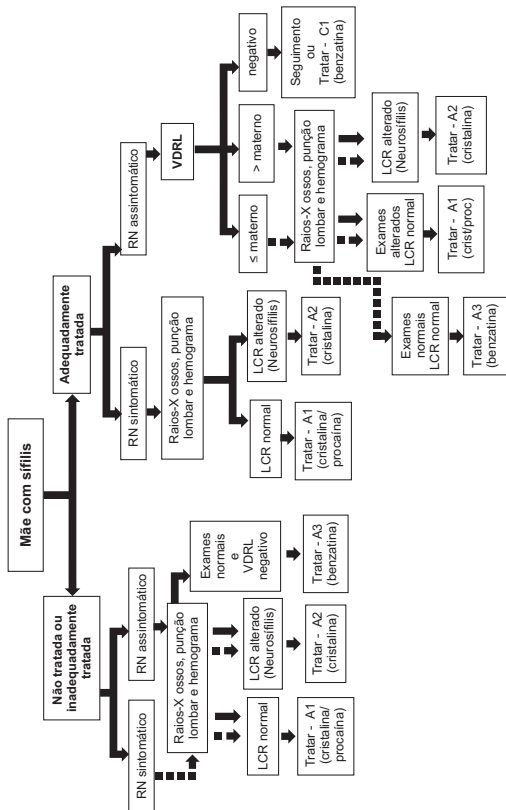 Mãe com sífilis
Não tratada ou
inadequadamente
tratada
RN sintomático
RN assintomático
Raios-X ossos, punção
lombar e hemograma
LCR normal
Tratar - A1
(cristalina/
procaína)
LCR alterado
(Neurosífilis)
Tratar - A2
(cristalina)
Exames
normais
e
VDRL
negativo
Tratar - A3
(benzatina)
Adequadamente
tratada
RN sintomático
Raios-X ossos, punção
lombar e hemograma
LCR normal
Tratar - A1
(cristalina/
procaína)
LCR alterado
(Neurosífilis)
Tratar - A2
(cristalina)
RN assintomático
VDRL
≤ materno
> materno
negativo
Raios-X ossos, punção
lombar e hemograma
Seguimento
ou
Tratar - C1
(benzatina)
Exames normais
LCR normal
Tratar - A3
(benzatina)
Exames
alterados
LCR normal
Tratar - A1
(crist/proc)
LCR alterado
(Neurosífilis)
Tratar - A2
(cristalina)